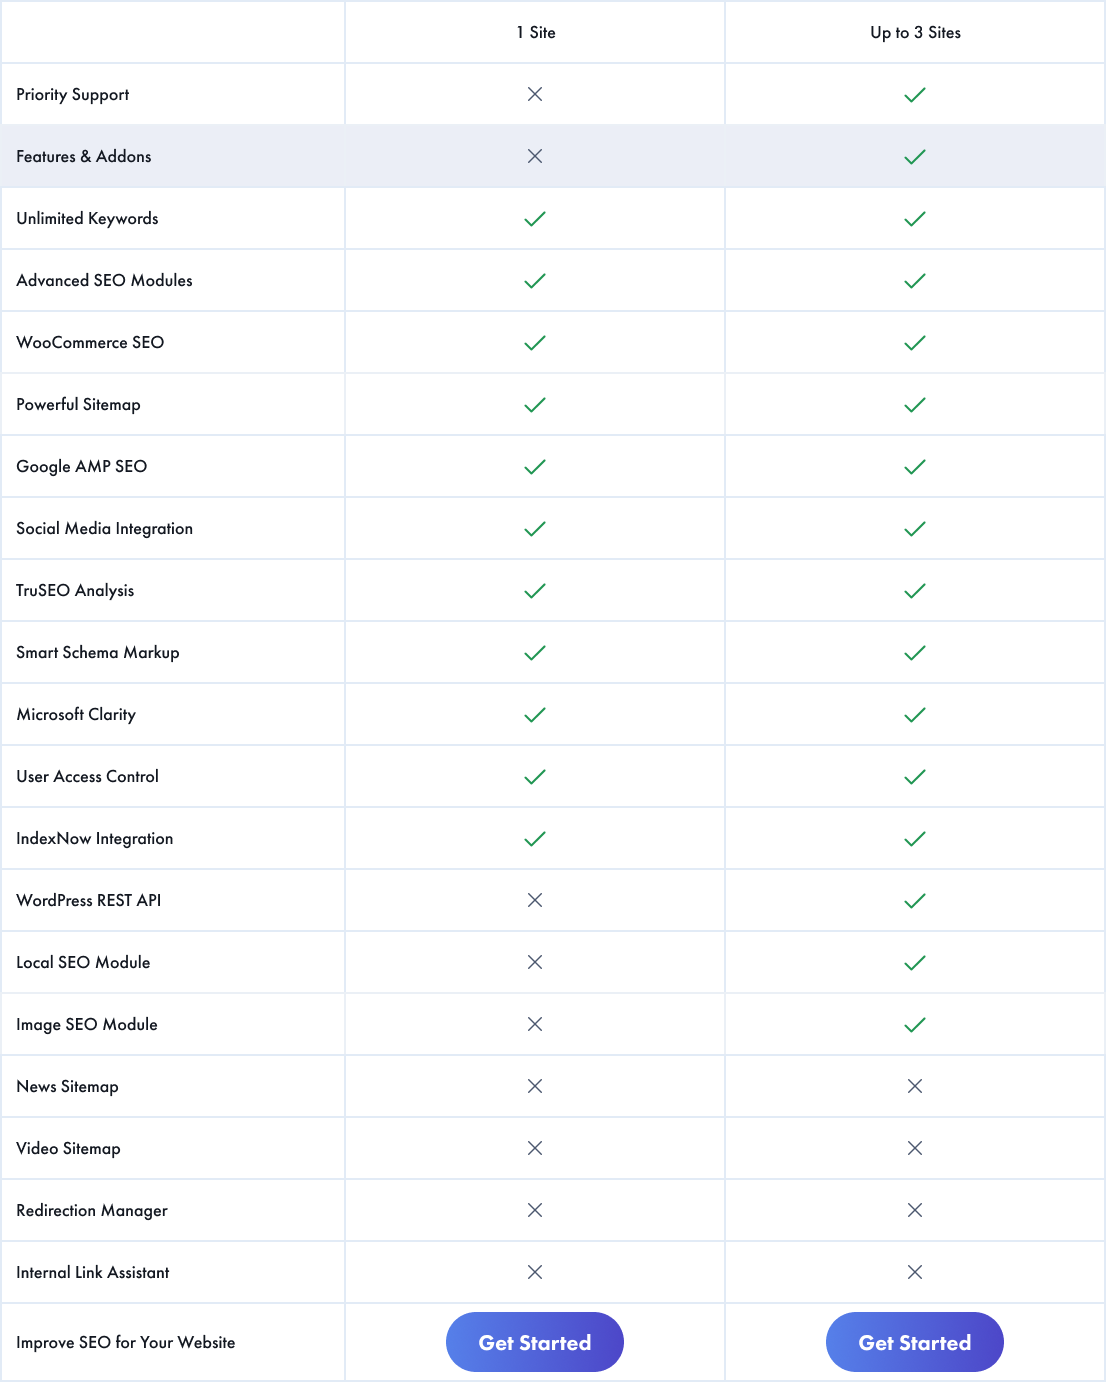 1 Site
Up to 3 Sites
Priority Support
Features & Addons
Unlimited Keywords
Advanced SEO Modules
WooCommerce SEO
Powerful Sitemap
Google AMP SEO
Social Media Integration
TruSEO Analysis
Smart Schema Markup
Microsoft Clarity
User Access Control
IndexNow Integration
WordPress REST API
Local SEO Module
Image SEO Module
News Sitemap
Video Sitemap
Redirection Manager
Internal Link Assistant
Improve SEO for Your Website
Get Started
Get Started